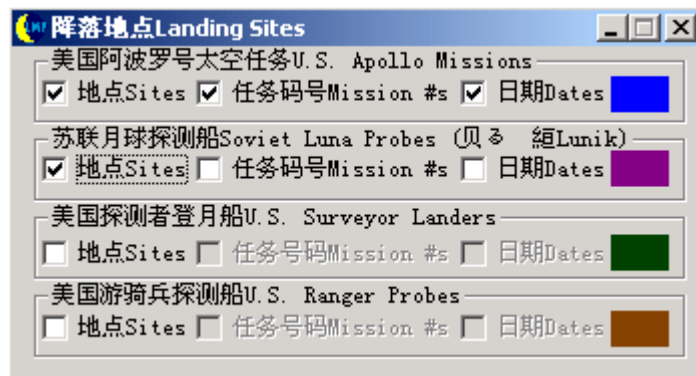 降落地点Landing Sites
美国阿波罗号太空任务U.S. Apollo Missions
地点Sites 任务码号Mission #s 日期Dates
苏联月球探测船Soviet Luna Probes (贝る 絙Lunik)
地点Sites 任务码号Mission #s 日期Dates
美国探测者登月船U.S. Surveyor Landers
地点Sites 任务号码Mission #s 日期Dates
美国游骑兵探测船U.S. Ranger Probes
地点Sites 任务号码Mission #s 日期Dates